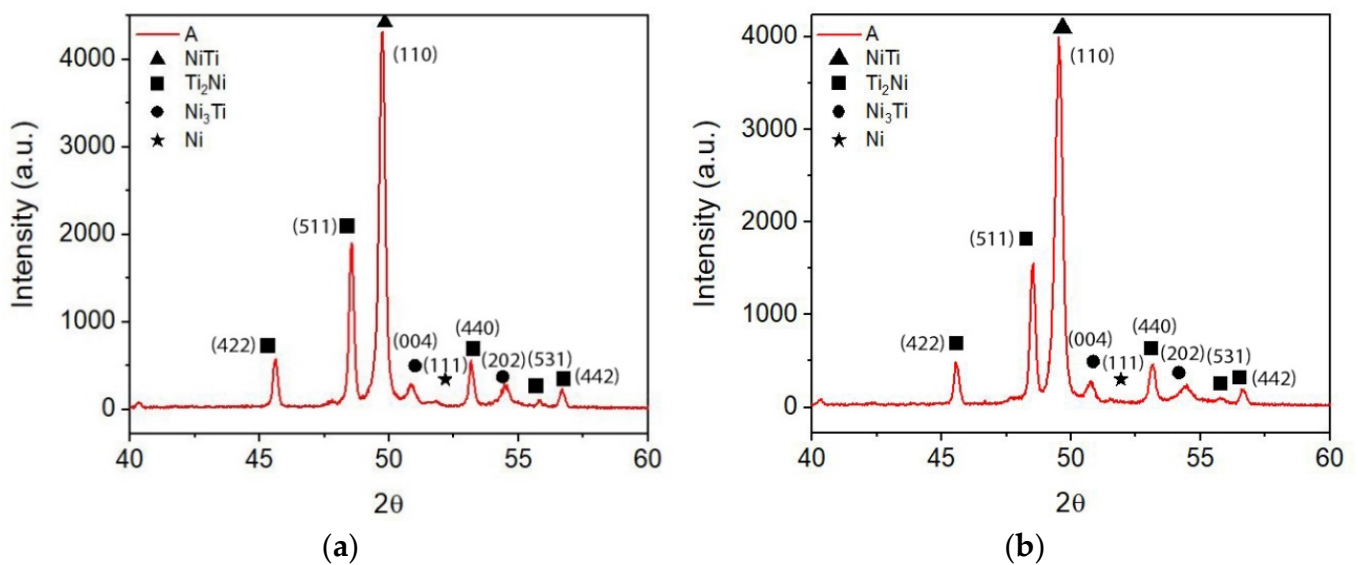 A
NiTi
Ti₂Ni
Ni₃Ti
Ni
(110)
(511)
(422)
(004)
(111)
(440)
(202)
(531)
(442)
4000
3000
2000
1000
0
Intensity (a.u.)
40 45 50 55 60
2θ
(a)
A
NiTi
Ti₂Ni
Ni₃Ti
Ni
(110)
(511)
(422)
(004)
(111)
(440)
(202)
(531)
(442)
4000
3000
2000
1000
0
Intensity (a.u.)
40 45 50 55 60
2θ
(b)